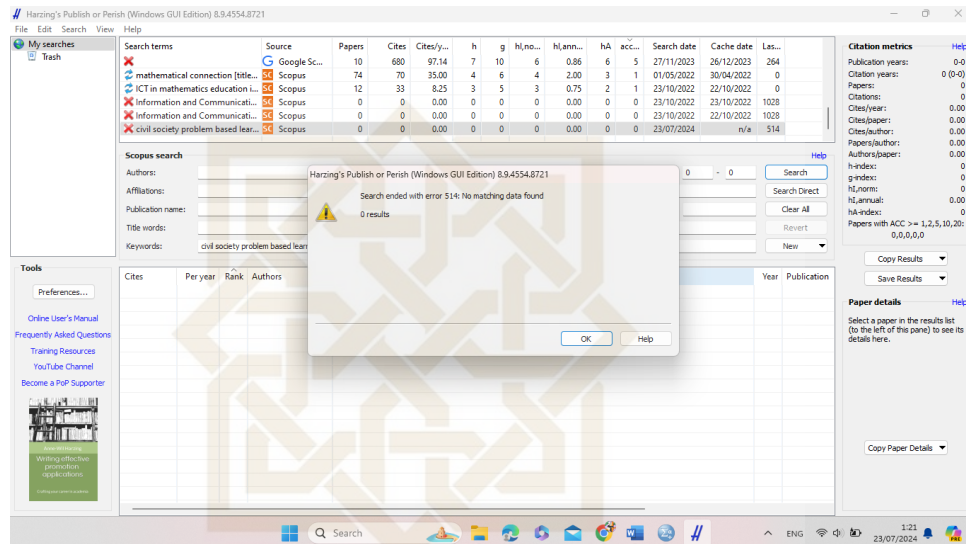 Harzing's Publish or Perish (Windows GUI Edition) 8.9.4554.8721
File Edit Search View Help
My searches
Trash
Search terms Source Papers Cites Cites/y... h g hI,no... hI,ann... hA acc... Search date Cache date Las...
Google Sc... 10 680 97.14 7 10 6 0.86 6 5 27/11/2023 26/12/2023 264
mathematical connection [title... SC Scopus 74 70 35.00 4 6 4 2.00 3 1 01/05/2022 30/04/2022 0
ICT in mathematics education i... SC Scopus 12 33 8.25 3 5 3 0.75 2 1 23/10/2022 22/10/2022 0
Information and Communicati... SC Scopus 0 0 0.00 0 0 0 0.00 0 0 23/10/2022 23/10/2022 1028
Information and Communicati... SC Scopus 0 0 0.00 0 0 0 0.00 0 0 23/10/2022 22/10/2022 1028
civil society problem based lear... SC Scopus 0 0 0.00 0 0 0 0.00 0 0 23/07/2024 n/a 514
Scopus search Help
Authors: 0 - 0 Search
Affiliations: Search Direct
Publication name: Clear All
Title words: Revert
Keywords: civil society problem based learn New
Harzing's Publish or Perish (Windows GUI Edition) 8.9.4554.8721
Search ended with error 514: No matching data found
0 results
OK Help
Tools
Preferences...
Online User's Manual
Frequently Asked Questions
Training Resources
YouTube Channel
Become a PoP Supporter
Writing effective
promotion
applications
Cites Per year Rank Authors Year Publication
Citation metrics Help
Publication years: 0-0
Citation years: 0 (0-0)
Papers: 0
Citations: 0
Cites/year: 0.00
Cites/paper: 0.00
Cites/author: 0.00
Papers/author: 0.00
Authors/paper: 0.00
h-index: 0
g-index: 0
hI,norm: 0
hI,annual: 0.00
hA-index: 0
Papers with ACC >= 1,2,5,10,20:
0,0,0,0,0
Copy Results
Save Results
Paper details Help
Select a paper in the results list
(to the left of this pane) to see its
details here.
Copy Paper Details
Search
ENG
1:21
23/07/2024
PRE